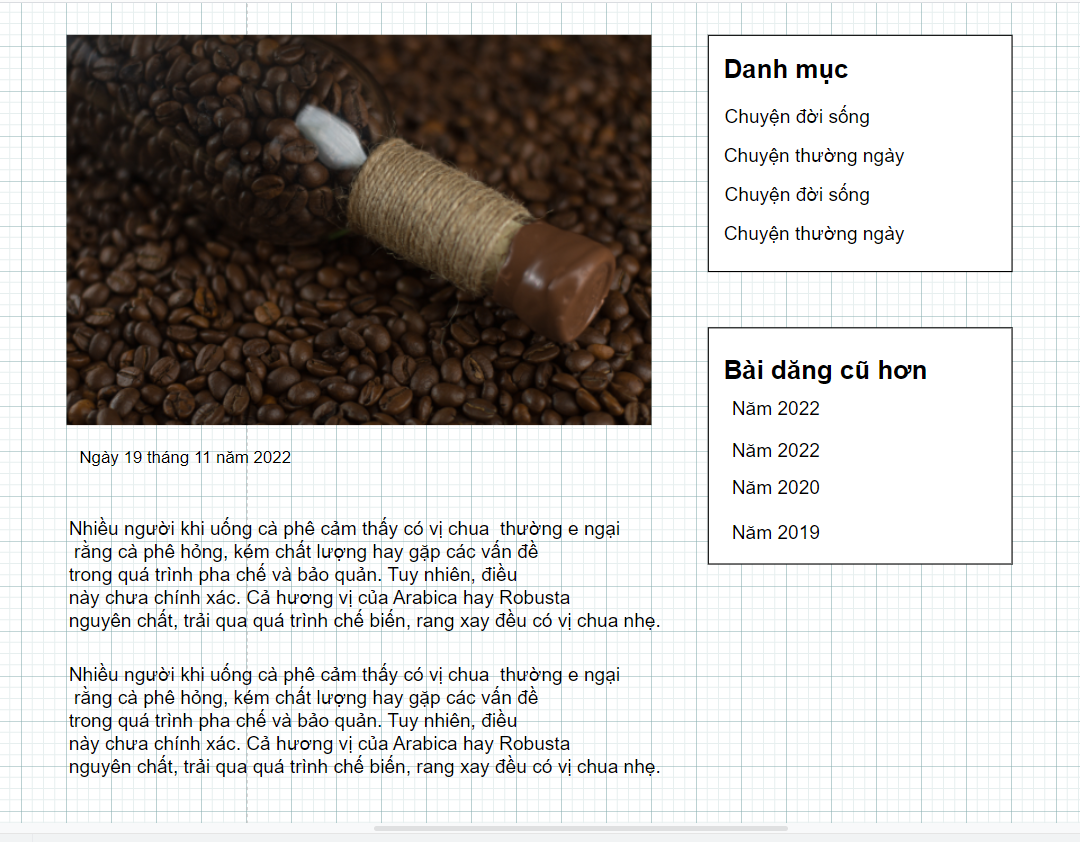 Ngày 19 tháng 11 năm 2022
Nhiều người khi uống cà phê cảm thấy có vị chua  thường e ngại
rằng cà phê hỏng, kém chất lượng hay gặp các vấn đề
trong quá trình pha chế và bảo quản. Tuy nhiên, điều
này chưa chính xác. Cả hương vị của Arabica hay Robusta
nguyên chất, trải qua quá trình chế biến, rang xay đều có vị chua nhẹ.
Nhiều người khi uống cà phê cảm thấy có vị chua  thường e ngại
rằng cà phê hỏng, kém chất lượng hay gặp các vấn đề
trong quá trình pha chế và bảo quản. Tuy nhiên, điều
này chưa chính xác. Cả hương vị của Arabica hay Robusta
nguyên chất, trải qua quá trình chế biến, rang xay đều có vị chua nhẹ.
Danh mục
Chuyện đời sống
Chuyện thường ngày
Chuyện đời sống
Chuyện thường ngày
Bài dăng cũ hơn
Năm 2022
Năm 2022
Năm 2020
Năm 2019